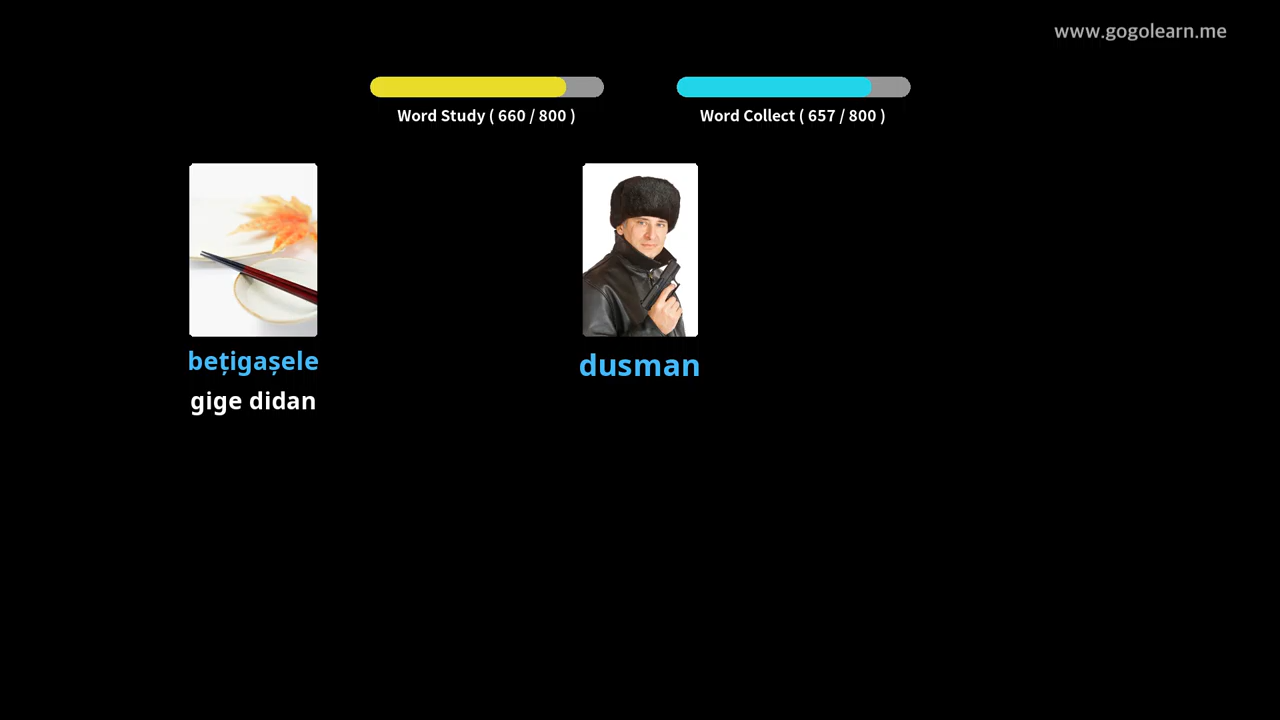 www.gogolearn.me
Word Study ( 660 / 800 )
Word Collect ( 657 / 800 )
bețigașele
gige didan
dusman